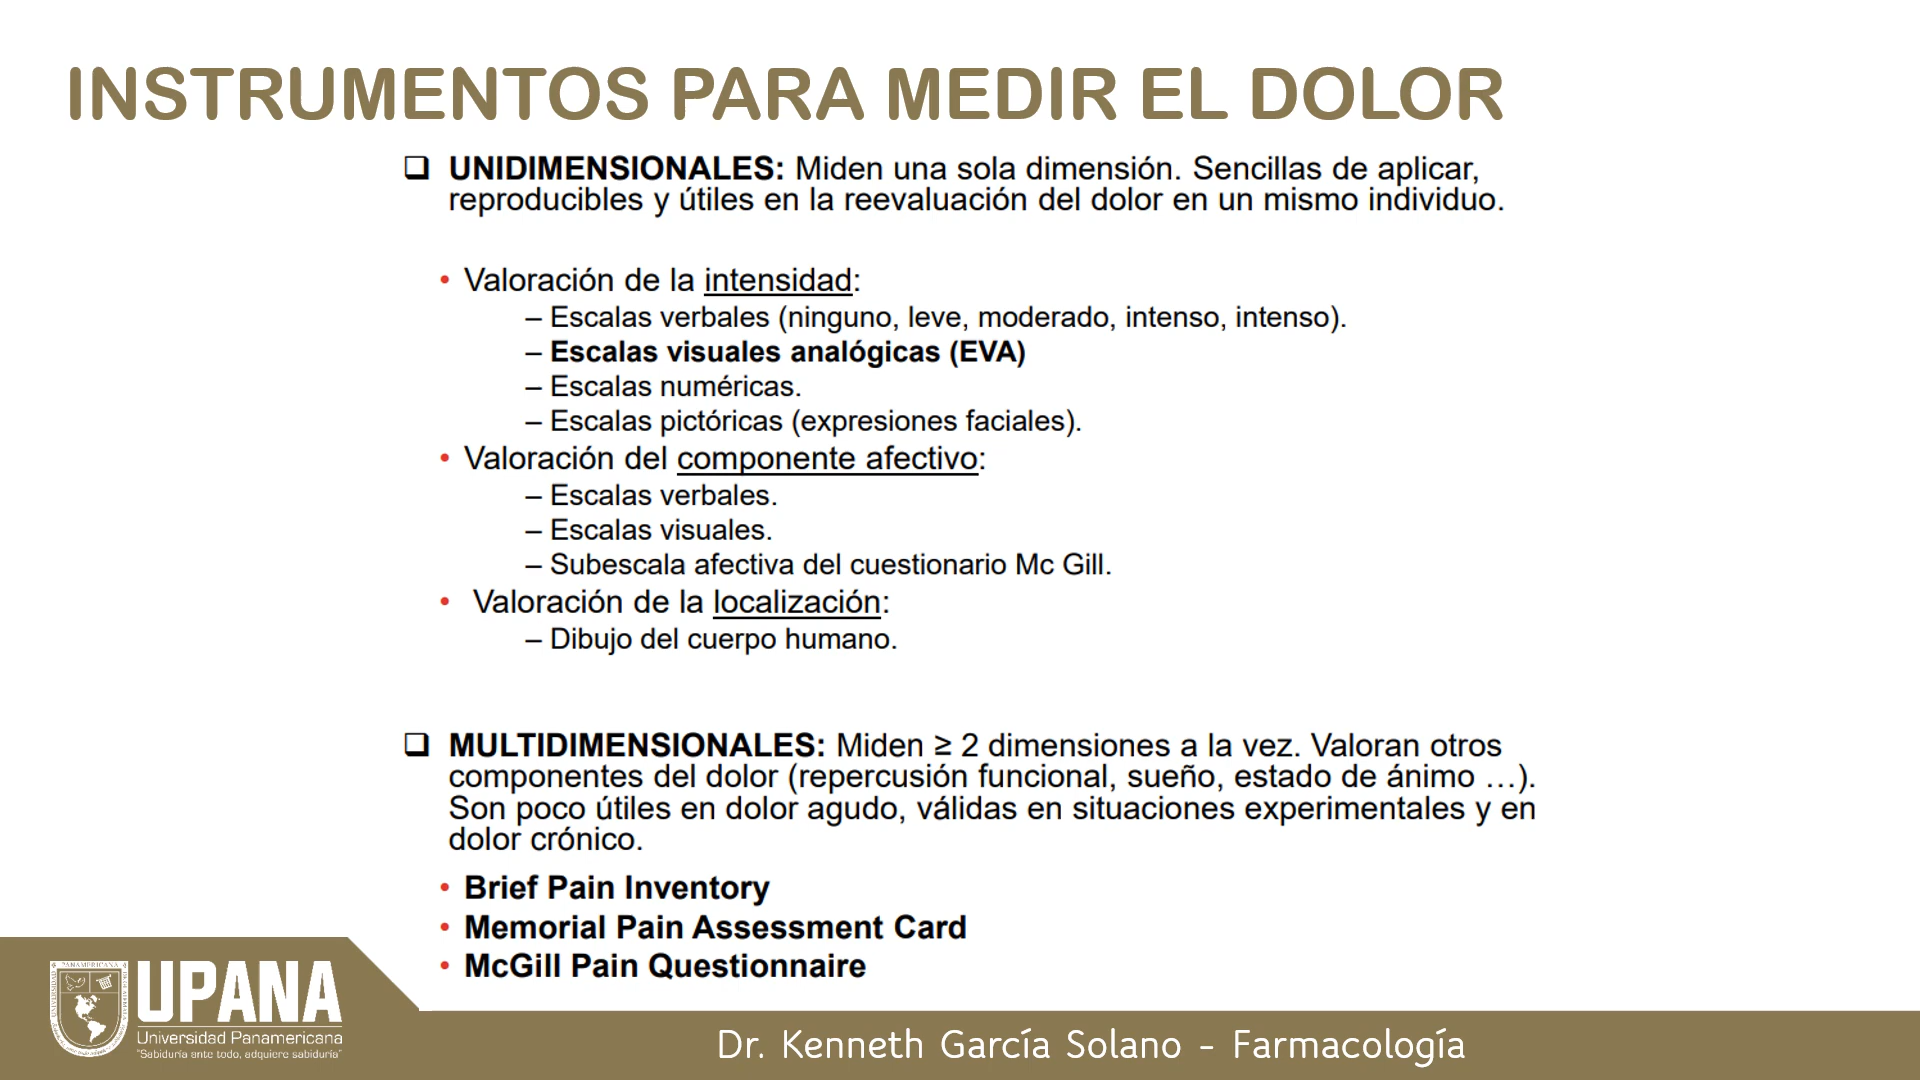 INSTRUMENTOS PARA MEDIR EL DOLOR
❑ UNIDIMENSIONALES: Miden una sola dimensión. Sencillas de aplicar,
reproducibles y útiles en la reevaluación del dolor en un mismo individuo.
• Valoración de la intensidad:
– Escalas verbales (ninguno, leve, moderado, intenso, intenso).
– Escalas visuales analógicas (EVA)
– Escalas numéricas.
– Escalas pictóricas (expresiones faciales).
• Valoración del componente afectivo:
– Escalas verbales.
– Escalas visuales.
– Subescala afectiva del cuestionario Mc Gill.
• Valoración de la localización:
– Dibujo del cuerpo humano.
❑ MULTIDIMENSIONALES: Miden ≥ 2 dimensiones a la vez. Valoran otros
componentes del dolor (repercusión funcional, sueño, estado de ánimo …).
Son poco útiles en dolor agudo, válidas en situaciones experimentales y en
dolor crónico.
• Brief Pain Inventory
• Memorial Pain Assessment Card
• McGill Pain Questionnaire
UPANA
Universidad Panamericana
"Sabiduría ante todo, adquiere sabiduría"
Dr. Kenneth García Solano - Farmacología